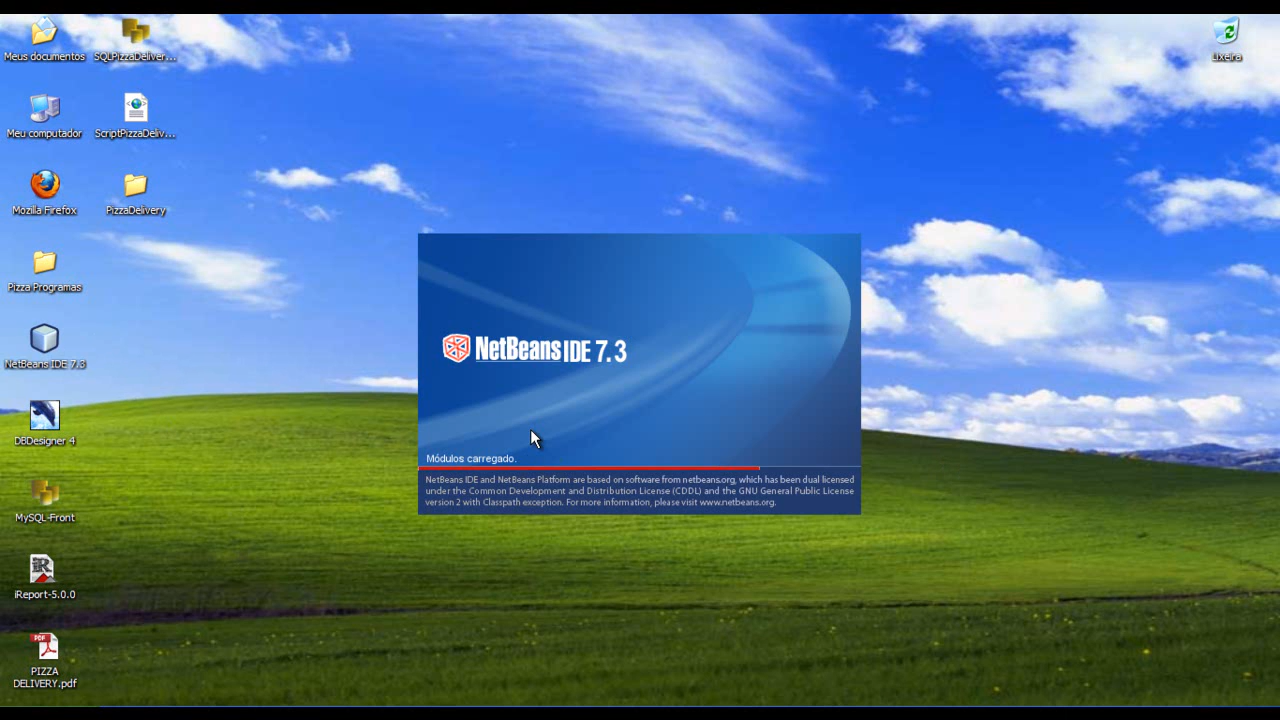 Meus documentos
SQLPizzaDeliver...
Lixeira
Meu computador
ScriptPizzaDeliv...
Mozilla Firefox
PizzaDelivery
Pizza Programas
NetBeans IDE 7.3
DBDesigner 4
MySQL-Front
iReport-5.0.0
PDF
PIZZA
DELIVERY.pdf
NetBeans IDE 7.3
Módulos carregado.
NetBeans IDE and NetBeans Platform are based on software from netbeans.org, which has been dual licensed
under the Common Development and Distribution License (CDDL) and the GNU General Public License
version 2 with Classpath exception. For more information, please visit www.netbeans.org.